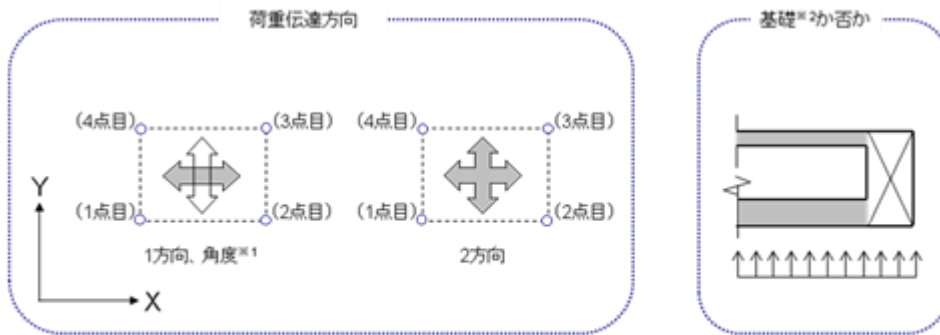 荷重伝達方向
(4点目)
(3点目)
(1点目)
(2点目)
1方向、角度※1
(4点目)
(3点目)
(1点目)
(2点目)
2方向
Y
X
基礎※2か否か